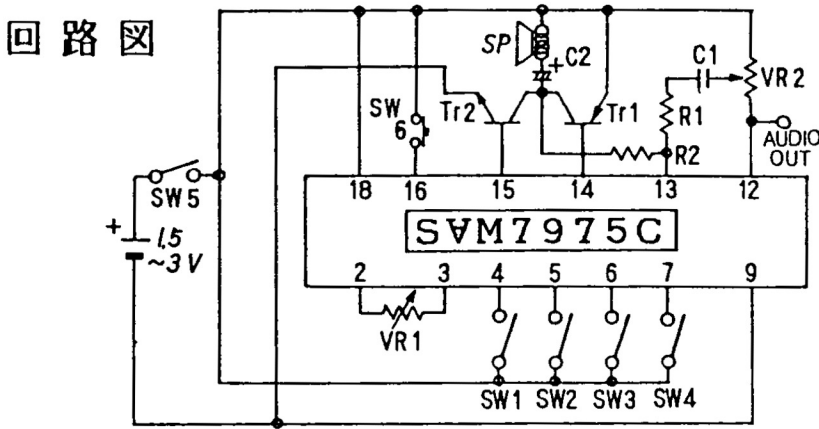 回路図
SP
+
C2
C1
VR2
SW
6
Tr2
Tr1
R1
R2
AUDIO
OUT
SW5
18
16
15
14
13
12
+
1,5
~3V
SVM7975C
2
3
4
5
6
7
9
VR1
SW1
SW2
SW3
SW4